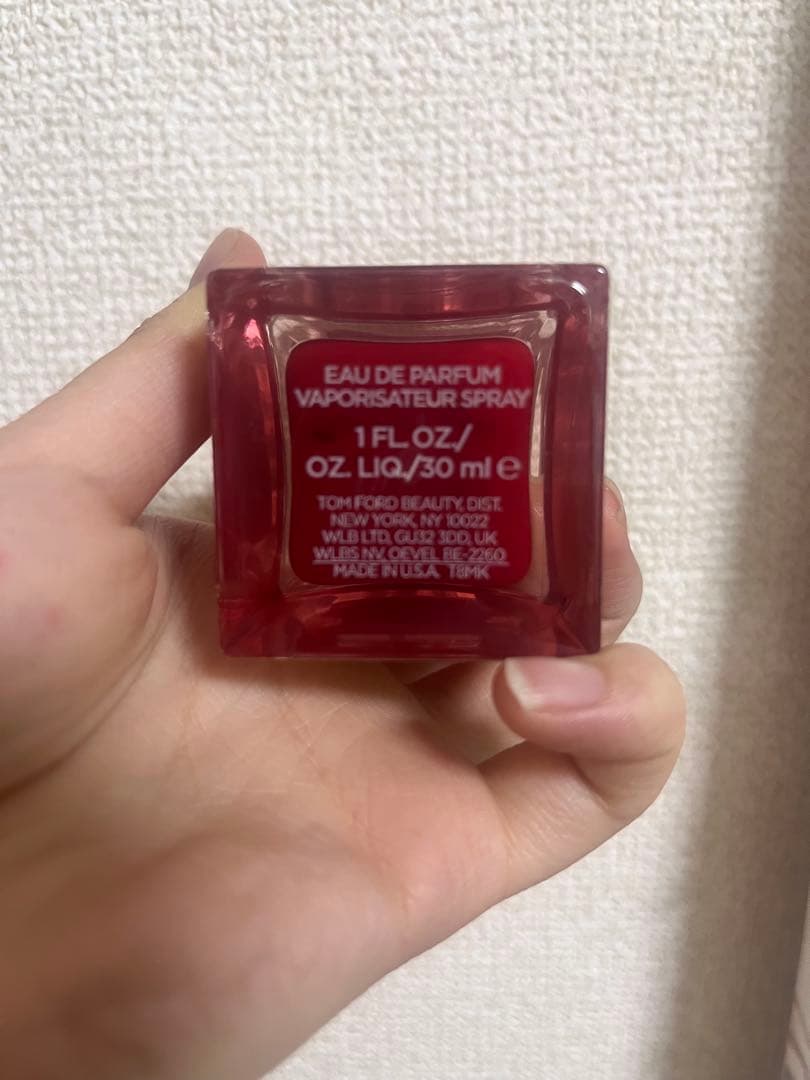 EAU DE PARFUM
VAPORISATEUR SPRAY
1 FL. OZ./
OZ. LIQ./30 ml ℮
TOM FORD BEAUTY, DIST.
NEW YORK, NY 10022
WLB LTD, GU32 3DD, UK
WLBS NV, OEVEL BE-2260
MADE IN U.S.A. T8MK